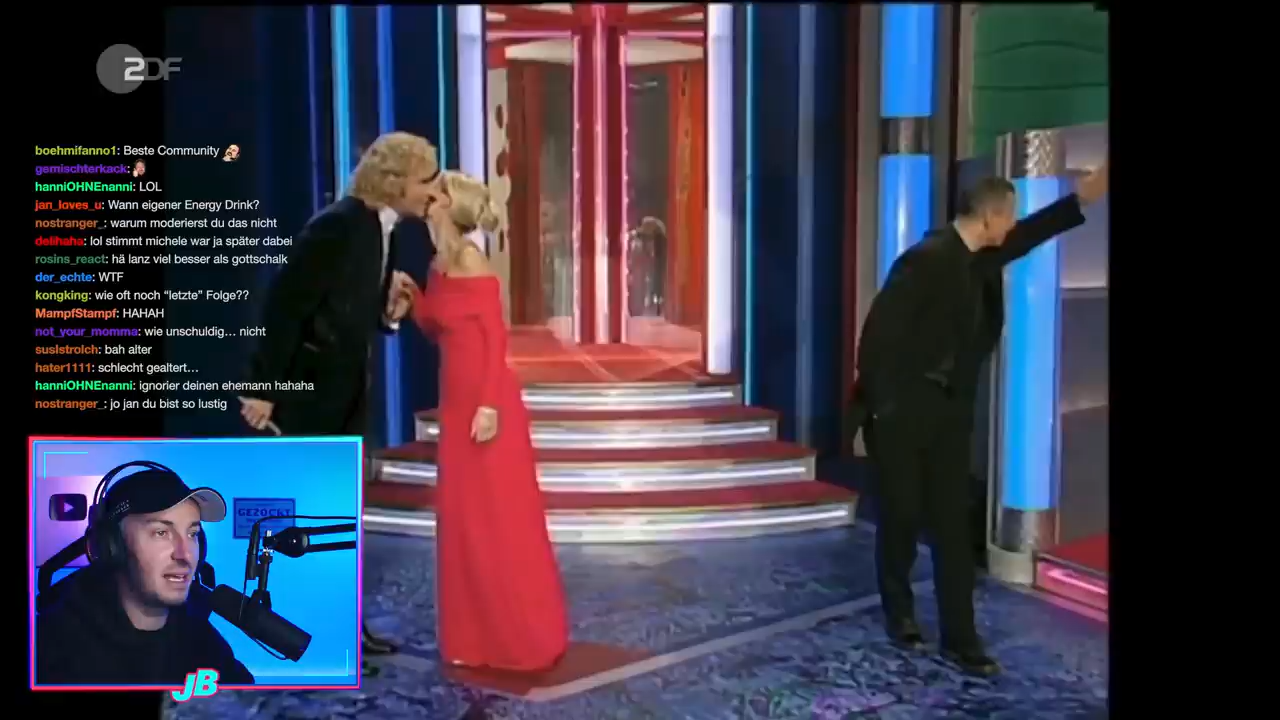 2DF
boehmifanno1: Beste Community
gemischterkack:
hanniOHNEnanni: LOL
jan_loves_u: Wann eigener Energy Drink?
nostranger_: warum moderierst du das nicht
delihaha: lol stimmt michele war ja später dabei
rosins_react: hä lanz viel besser als gottschalk
der_echte: WTF
kongking: wie oft noch “letzte” Folge??
MampfStampf: HAHAH
not_your_momma: wie unschuldig… nicht
suslstrolch: bah alter
hater1111: schlecht gealtert…
hanniOHNEnanni: ignorier deinen ehemann hahaha
nostranger_: jo jan du bist so lustig
GEZOCKT
JB